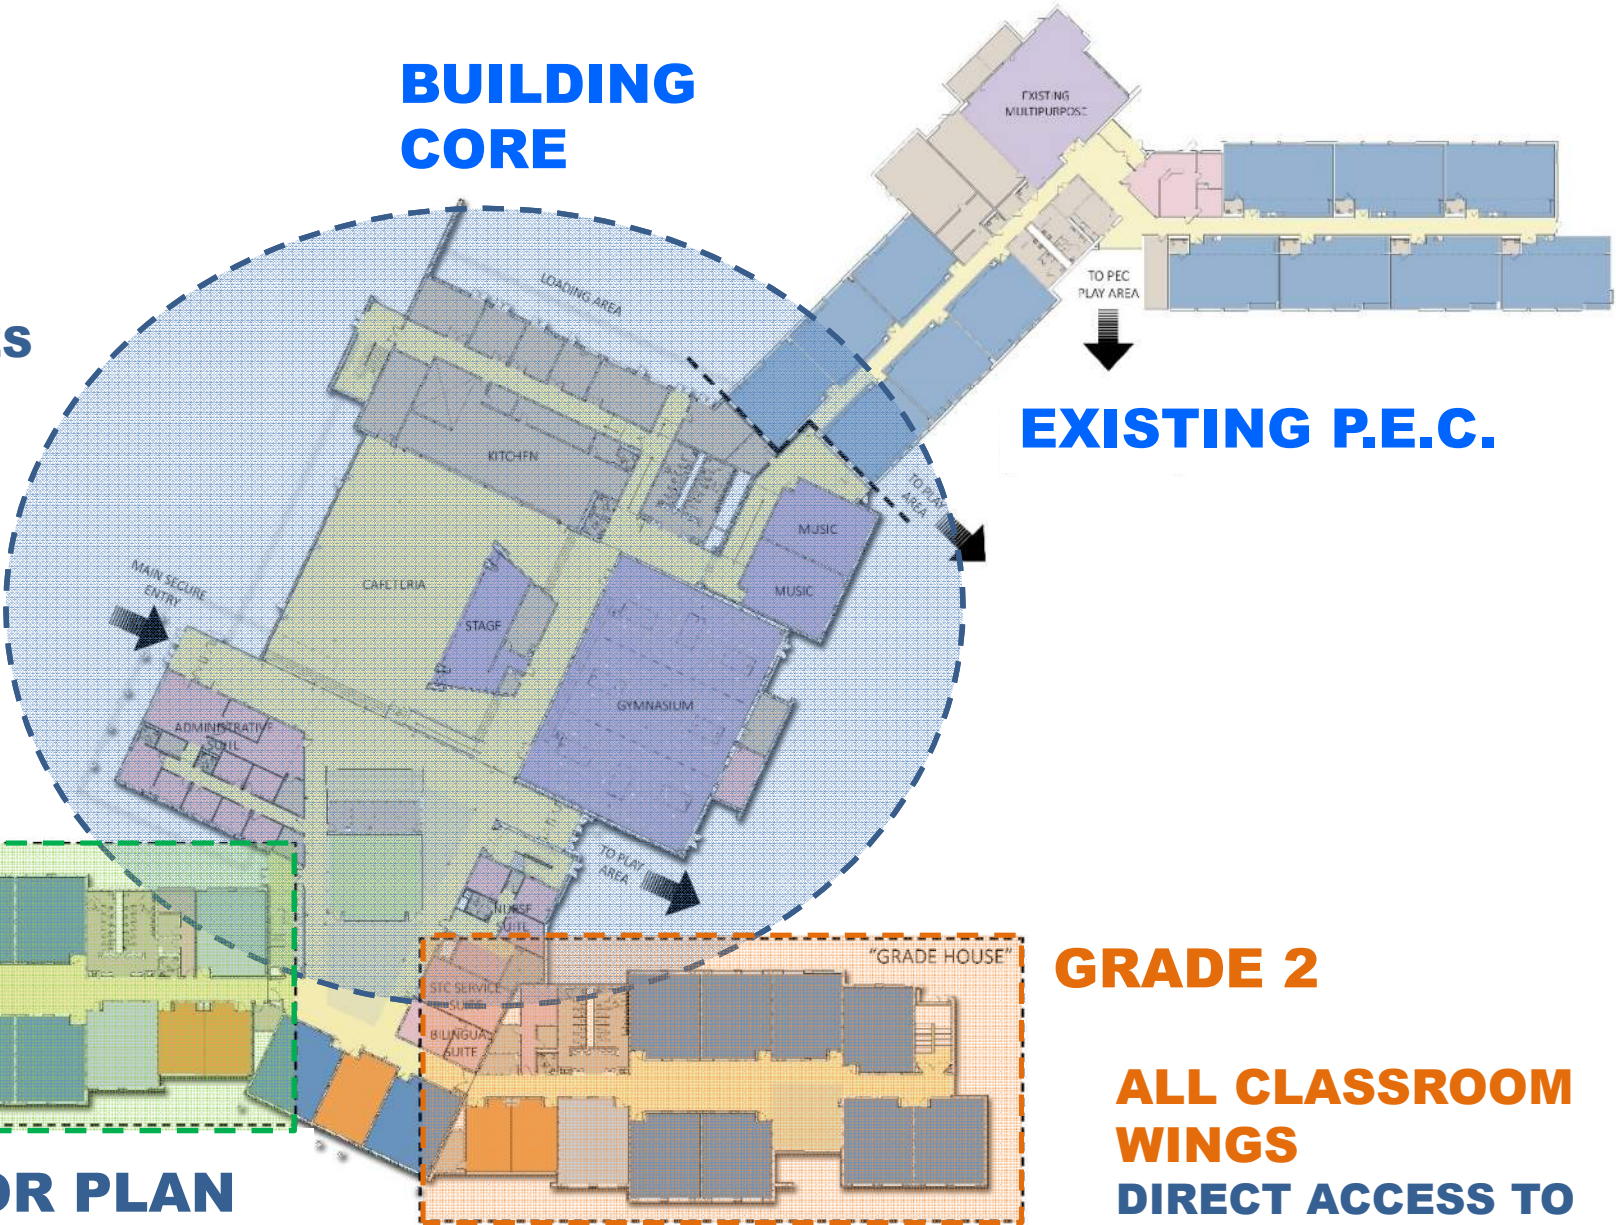 BUILDING
CORE
EXISTING
MULTIPURPOSE
LOADING AREA
TO PEC
PLAY AREA
S
EXISTING P.E.C.
KITCHEN
TO PLAY
AREA
MUSIC
MUSIC
MAIN SECURE
ENTRY
CAFETERIA
STAGE
GYMNASIUM
ADMINISTRATIVE
SUITE
TO PLAY
AREA
NURSE
SUITE
"GRADE HOUSE"
GRADE 2
SERVICE
SUITE
BILINGUAL
SUITE
ALL CLASSROOM
WINGS
DIRECT ACCESS TO
OR PLAN